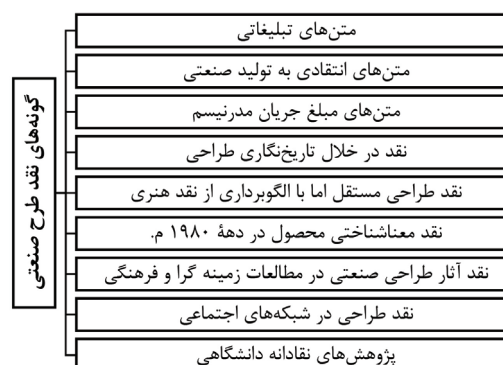 گونه‌های نقد طرح صنعتی
متن‌های تبلیغاتی
متن‌های انتقادی به تولید صنعتی
متن‌های مبلغ جریان مدرنیسم
نقد در خلال تاریخ‌نگاری طراحی
نقد طراحی مستقل اما با الگوبرداری از نقد هنری
نقد معناشناختی محصول در دههٔ ۱۹۸۰ م.
نقد آثار طراحی صنعتی در مطالعات زمینه گرا و فرهنگی
نقد طراحی در شبکه‌های اجتماعی
پژوهش‌های نقادانه دانشگاهی